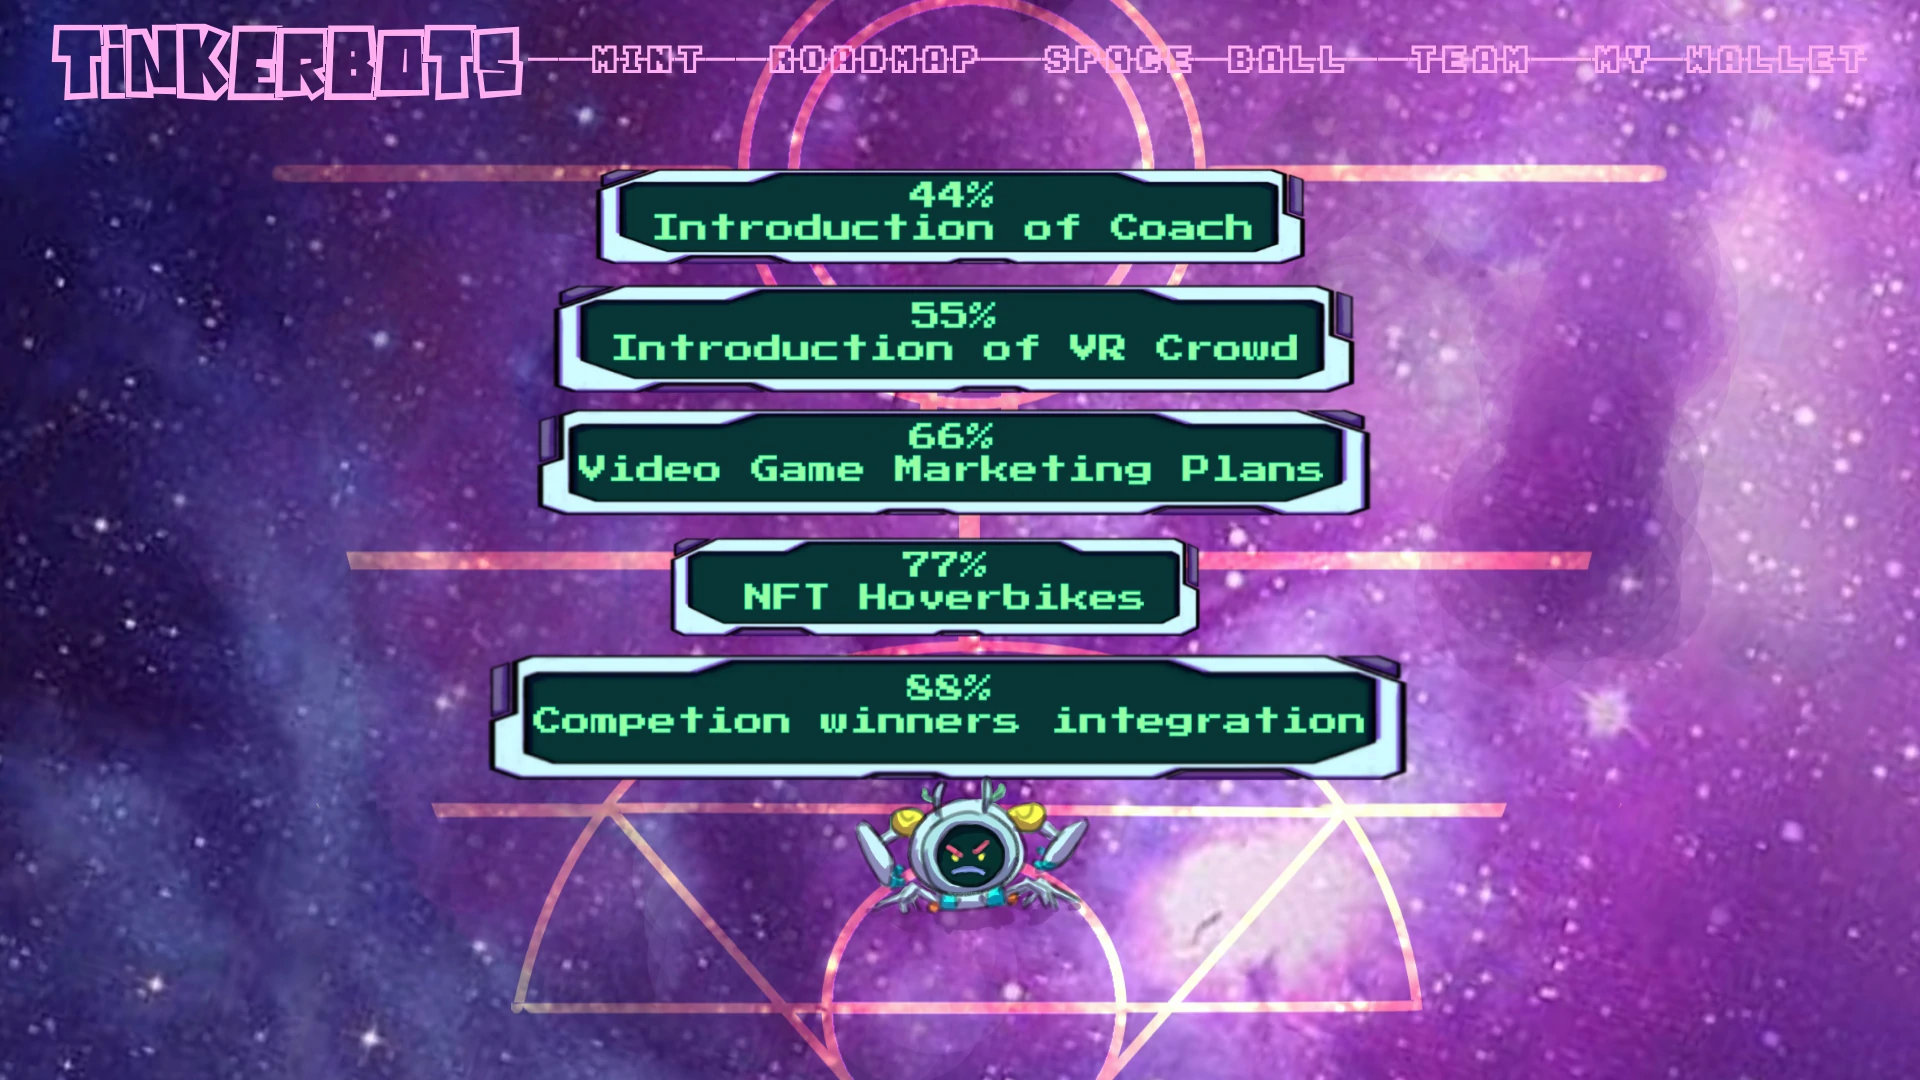 TiNKERBOTS
MINT ROADMAP SPACE BALL TEAM MY WALLET
44%
Introduction of Coach
55%
Introduction of VR Crowd
66%
Video Game Marketing Plans
77%
NFT Hoverbikes
88%
Competion winners integration